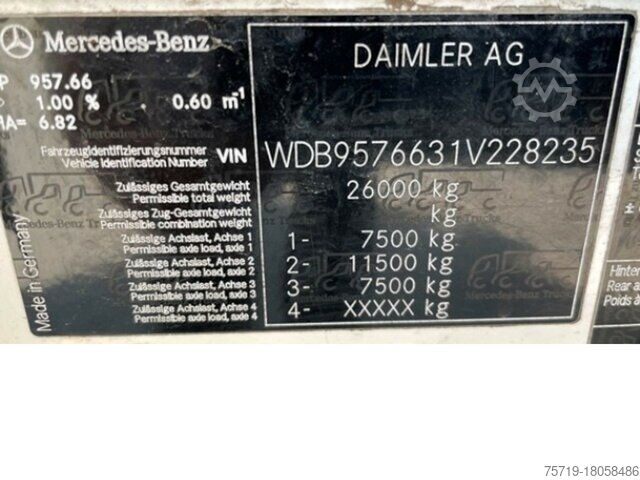 Mercedes-Benz
DAIMLER AG
P 957.66
1.00 % 0.60 m⁻¹
HA= 6.82
Fahrzeugidentifizierungsnummer
Vehicle Identification Number VIN WDB9576631V228235
Zulässiges Gesamtgewicht
Permissible total weight 26000 kg
Zulässiges Zug-Gesamtgewicht
Permissible combination weight kg
Zulässige Achslast, Achse 1
Permissible axle load, axle 1 1- 7500 kg
Zulässige Achslast, Achse 2
Permissible axle load, axle 2 2- 11500 kg
Zulässige Achslast, Achse 3
Permissible axle load, axle 3 3- 7500 kg
Zulässige Achslast, Achse 4
Permissible axle load, axle 4 4- XXXXX kg
Made in Germany
Mercedes-Benz Trucks
Hinter
Rear a
Poids à
75719-18058486